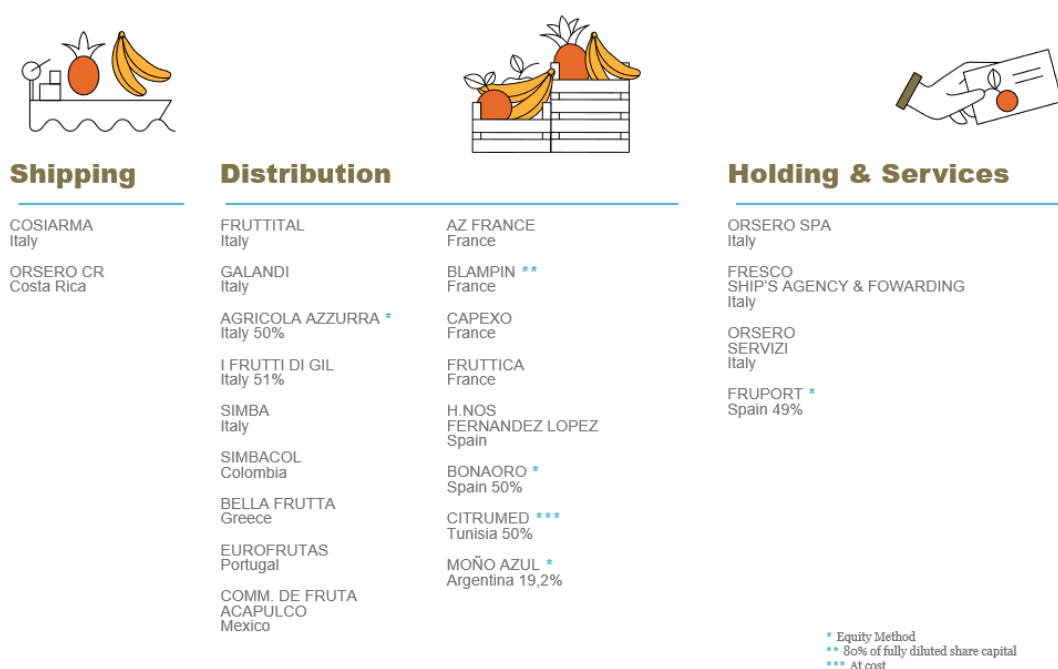 Shipping
COSIARMA
Italy
ORSERO CR
Costa Rica
Distribution
FRUTTITAL
Italy
GALANDI
Italy
AGRICOLA AZZURRA *
Italy 50%
I FRUTTI DI GIL
Italy 51%
SIMBA
Italy
SIMBACOL
Colombia
BELLA FRUTTA
Greece
EUROFRUTAS
Portugal
COMM. DE FRUTA
ACAPULCO
Mexico
AZ FRANCE
France
BLAMPIN **
France
CAPEXO
France
FRUTTICA
France
H.NOS
FERNANDEZ LOPEZ
Spain
BONAORO *
Spain 50%
CITRUMED ***
Tunisia 50%
MOÑO AZUL *
Argentina 19,2%
Holding & Services
ORSERO SPA
Italy
FRESCO
SHIP'S AGENCY & FOWARDING
Italy
ORSERO
SERVIZI
Italy
FRUPORT *
Spain 49%
* Equity Method
** 80% of fully diluted share capital
*** At cost